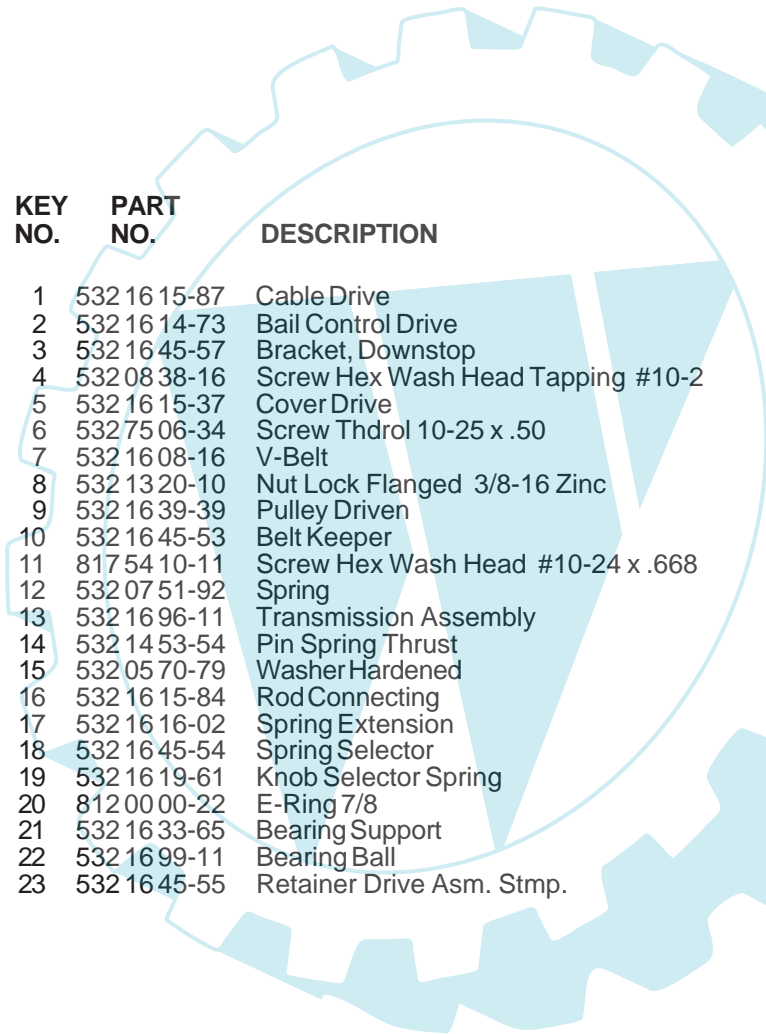 KEY PART
NO. NO. DESCRIPTION
1 532 16 15-87 Cable Drive
2 532 16 14-73 Bail Control Drive
3 532 16 45-57 Bracket, Downstop
4 532 08 38-16 Screw Hex Wash Head Tapping #10-2
5 532 16 15-37 Cover Drive
6 532 75 06-34 Screw Thdrol 10-25 x .50
7 532 16 08-16 V-Belt
8 532 13 20-10 Nut Lock Flanged 3/8-16 Zinc
9 532 16 39-39 Pulley Driven
10 532 16 45-53 Belt Keeper
11 817 54 10-11 Screw Hex Wash Head #10-24 x .668
12 532 07 51-92 Spring
13 532 16 96-11 Transmission Assembly
14 532 14 53-54 Pin Spring Thrust
15 532 05 70-79 Washer Hardened
16 532 16 15-84 Rod Connecting
17 532 16 16-02 Spring Extension
18 532 16 45-54 Spring Selector
19 532 16 19-61 Knob Selector Spring
20 812 00 00-22 E-Ring 7/8
21 532 16 33-65 Bearing Support
22 532 16 99-11 Bearing Ball
23 532 16 45-55 Retainer Drive Asm. Stmp.